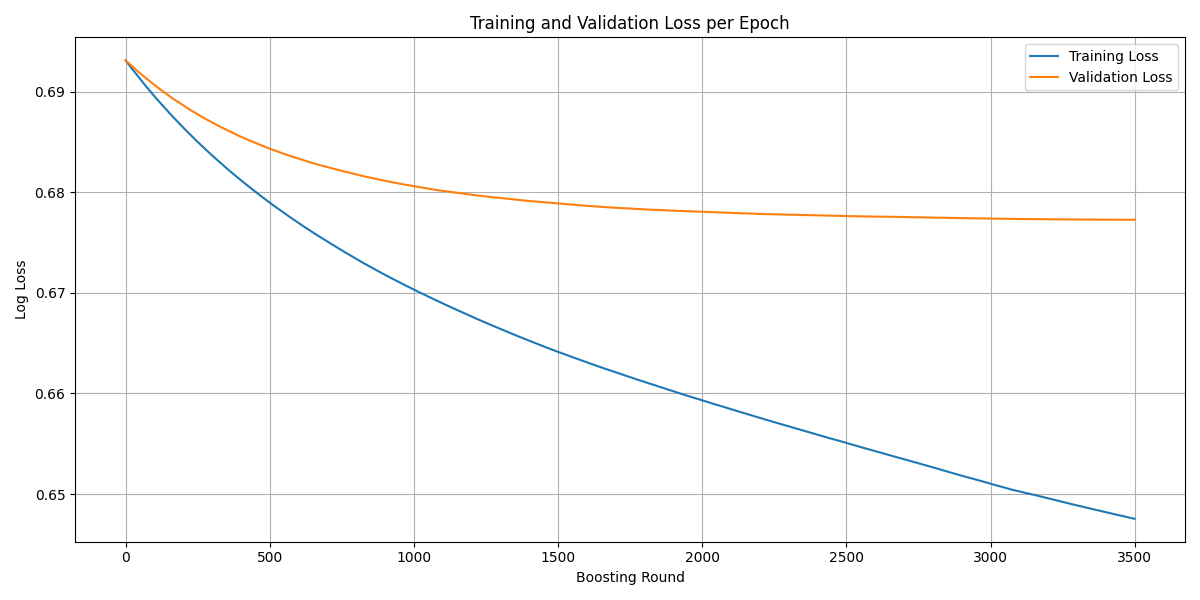 Training and Validation Loss per Epoch
Training Loss
Validation Loss
Log Loss
0.69
0.68
0.67
0.66
0.65
0 500 1000 1500 2000 2500 3000 3500
Boosting Round